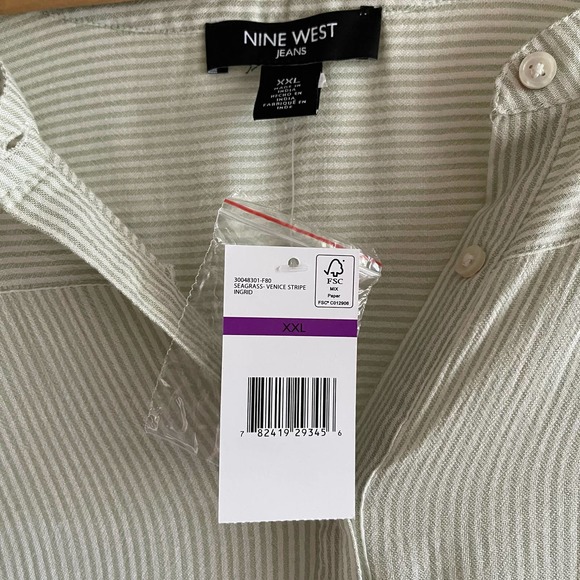 NINE WEST
JEANS
XXL
MADE IN
INDIA
HECHO EN
INDIA
FABRIQUÉ EN
INDE
30048301-F80
SEAGRASS- VENICE STRIPE
INGRID
FSC
MIX
Paper
FSC® C012908
XXL
7 82419 29345 6